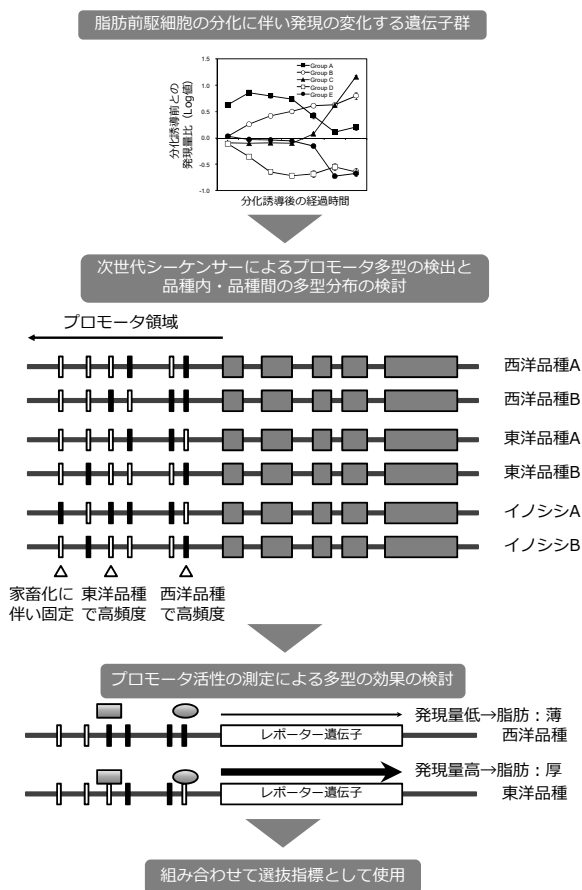 脂肪前駆細胞の分化に伴い発現の変化する遺伝子群
分化誘導前との
発現量比（Log値）
1.5
1.0
0.5
0.0
-0.5
-1.0
Group A
Group B
Group C
Group D
Group E
分化誘導後の経過時間
次世代シーケンサーによるプロモータ多型の検出と
品種内・品種間の多型分布の検討
プロモータ領域
西洋品種A
西洋品種B
東洋品種A
東洋品種B
イノシシA
イノシシB
家畜化に
伴い固定
東洋品種
で高頻度
西洋品種
で高頻度
プロモータ活性の測定による多型の効果の検討
発現量低→脂肪：薄
レポーター遺伝子
西洋品種
発現量高→脂肪：厚
レポーター遺伝子
東洋品種
組み合わせて選抜指標として使用